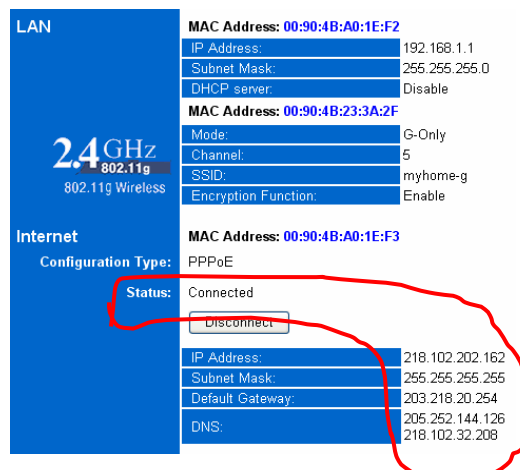 LAN
MAC Address: 00:90:4B:A0:1E:F2
IP Address: 192.168.1.1
Subnet Mask: 255.255.255.0
DHCP server: Disable
MAC Address: 00:90:4B:23:3A:2F
2.4 GHz
802.11g
802.11g Wireless
Mode: G-Only
Channel: 5
SSID: myhome-g
Encryption Function: Enable
Internet
MAC Address: 00:90:4B:A0:1E:F3
Configuration Type: PPPoE
Status: Connected
Disconnect
IP Address: 218.102.202.162
Subnet Mask: 255.255.255.255
Default Gateway: 203.218.20.254
DNS: 205.252.144.126
218.102.32.208